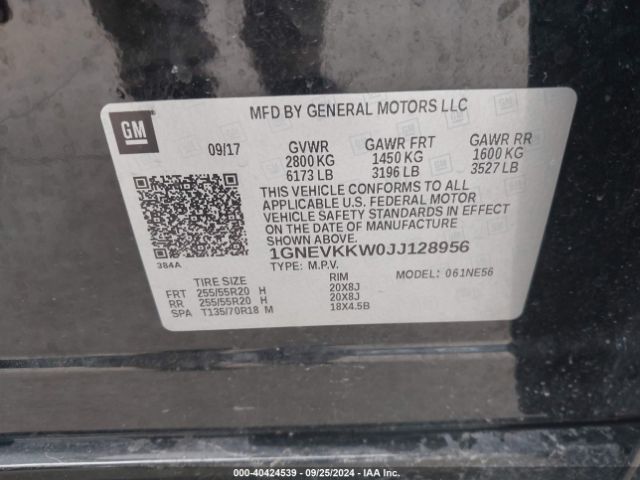 MFD BY GENERAL MOTORS LLC
GM
09/17 GVWR GAWR FRT GAWR RR
2800 KG 1450 KG 1600 KG
6173 LB 3196 LB 3527 LB
THIS VEHICLE CONFORMS TO ALL
APPLICABLE U.S. FEDERAL MOTOR
VEHICLE SAFETY STANDARDS IN EFFECT
ON THE DATE OF MANUFACTURE
SHOWN ABOVE.
1GNEVKKW0JJ128956
384A TYPE: M.P.V. MODEL: 061NE56
TIRE SIZE RIM
FRT 255/55R20 H 20X8J
RR 255/55R20 H 20X8J
SPA T135/70R18 M 18X4.5B
000-40424539 - 09/25/2024 - IAA Inc.